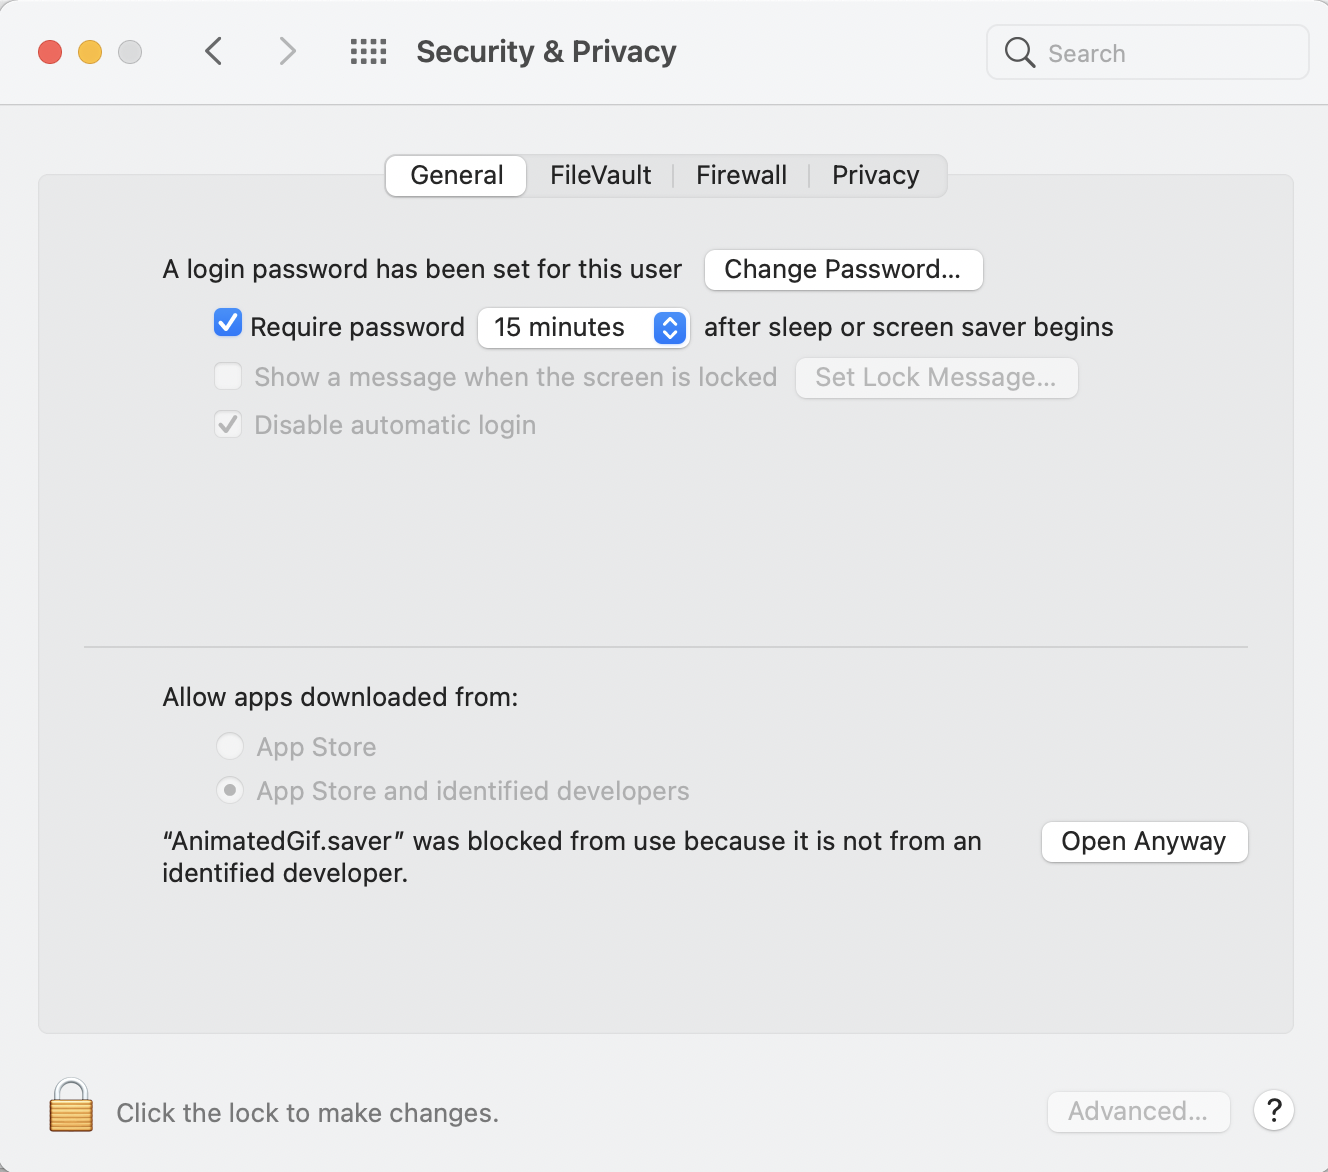 Security & Privacy
Search
General FileVault Firewall Privacy
A login password has been set for this user Change Password...
Require password 15 minutes after sleep or screen saver begins
Show a message when the screen is locked Set Lock Message...
Disable automatic login
Allow apps downloaded from:
App Store
App Store and identified developers
“AnimatedGif.saver” was blocked from use because it is not from an Open Anyway
identified developer.
Click the lock to make changes. Advanced... ?